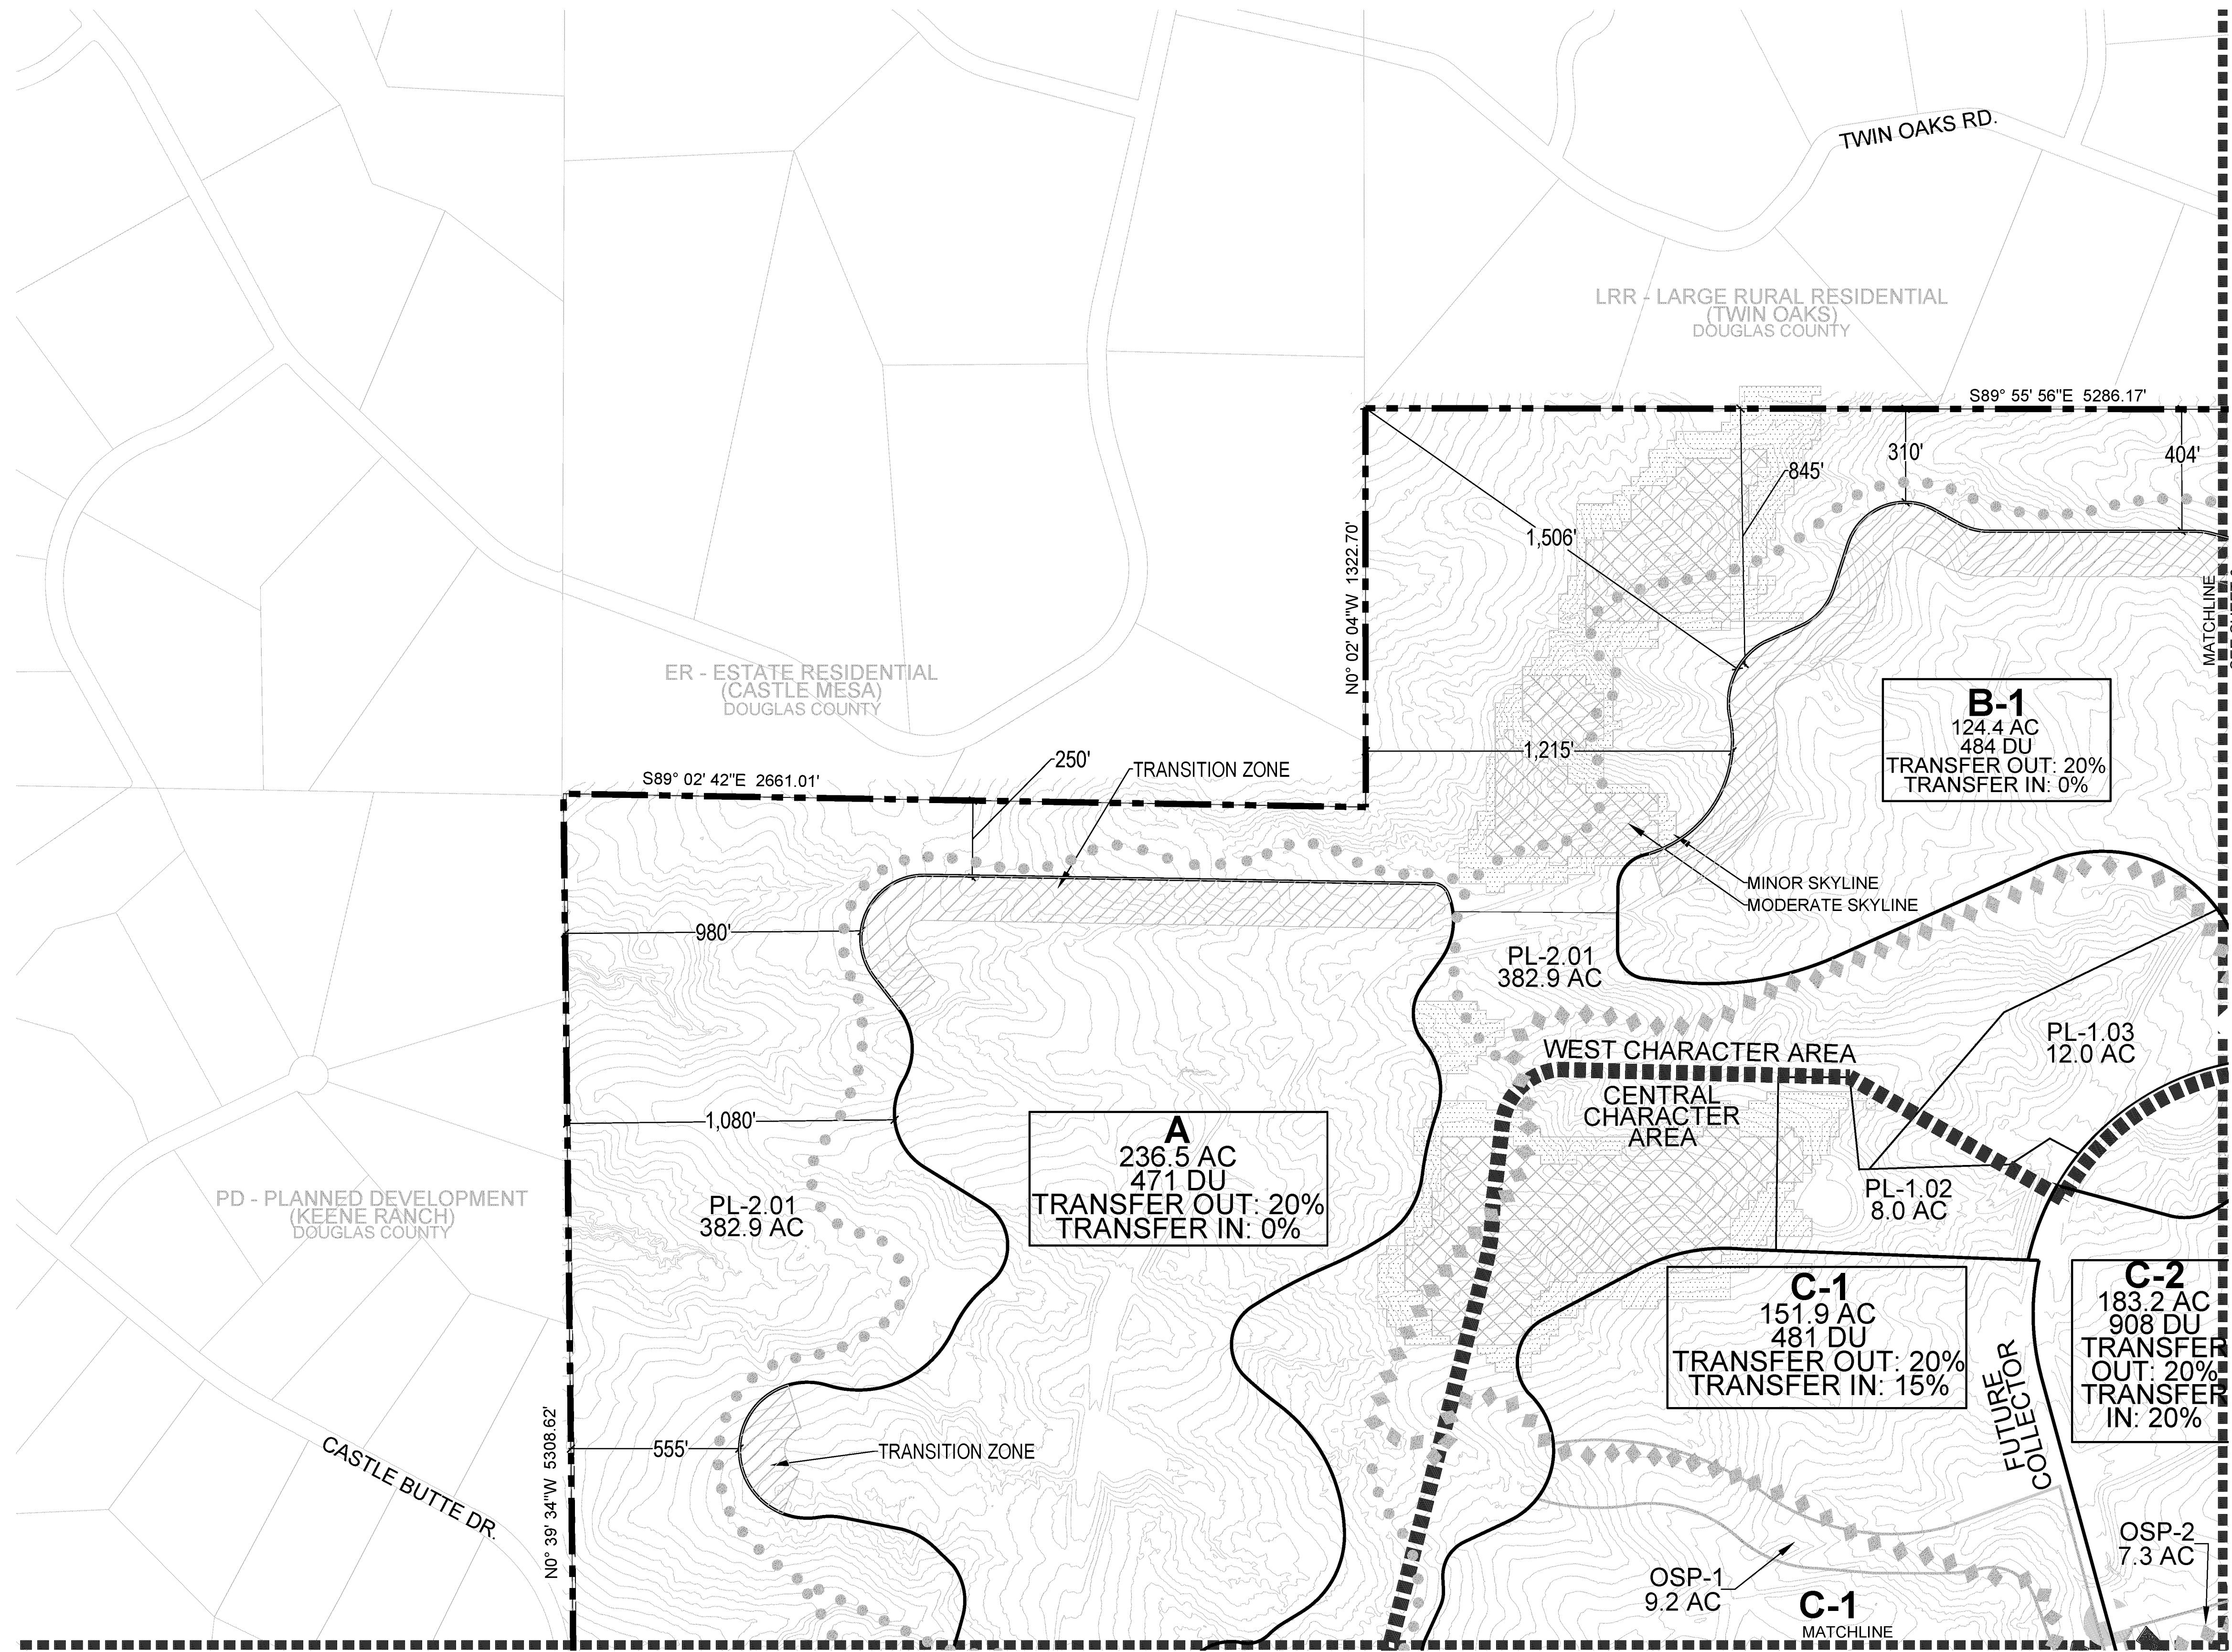 TWIN OAKS RD.
LRR - LARGE RURAL RESIDENTIAL
(TWIN OAKS)
DOUGLAS COUNTY
S89° 55' 56"E 5286.17'
310'
404'
845'
1,506'
N0° 02' 04"W 1322.70'
MATCHLINE
ER - ESTATE RESIDENTIAL
(CASTLE MESA)
DOUGLAS COUNTY
B-1
124.4 AC
484 DU
TRANSFER OUT: 20%
TRANSFER IN: 0%
1,215'
250'
TRANSITION ZONE
S89° 02' 42"E 2661.01'
MINOR SKYLINE
MODERATE SKYLINE
980'
PL-2.01
382.9 AC
PL-1.03
12.0 AC
WEST CHARACTER AREA
CENTRAL
CHARACTER
AREA
1,080'
A
236.5 AC
471 DU
TRANSFER OUT: 20%
TRANSFER IN: 0%
PL-2.01
382.9 AC
PL-1.02
8.0 AC
PD - PLANNED DEVELOPMENT
(KEENE RANCH)
DOUGLAS COUNTY
C-1
151.9 AC
481 DU
TRANSFER OUT: 20%
TRANSFER IN: 15%
C-2
183.2 AC
908 DU
TRANSFER
OUT: 20%
TRANSFER
IN: 20%
FUTURE
COLLECTOR
555'
TRANSITION ZONE
N0° 39' 34"W 5308.62'
CASTLE BUTTE DR.
OSP-2
7.3 AC
OSP-1
9.2 AC
C-1
MATCHLINE